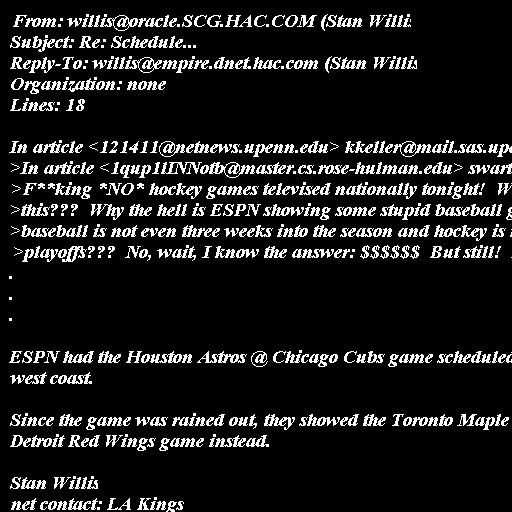 From: willis@oracle.SCG.HAC.COM (Stan Willis
Subject: Re: Schedule...
Reply-To: willis@empire.dnet.hac.com (Stan Willis
Organization: none
Lines: 18

In article <121411@netnews.upenn.edu> kkeller@mail.sas.upe
>In article <1qup1lINNotb@master.cs.rose-hulman.edu> swart
>F**king *NO* hockey games televised nationally tonight!  W
>this???  Why the hell is ESPN showing some stupid baseball g
>baseball is not even three weeks into the season and hockey is i
>playoffs???  No, wait, I know the answer: $$$$$$  But still!
.
.
.

ESPN had the Houston Astros @ Chicago Cubs game scheduled
west coast.

Since the game was rained out, they showed the Toronto Maple
Detroit Red Wings game instead.

Stan Willis
net contact: LA Kings